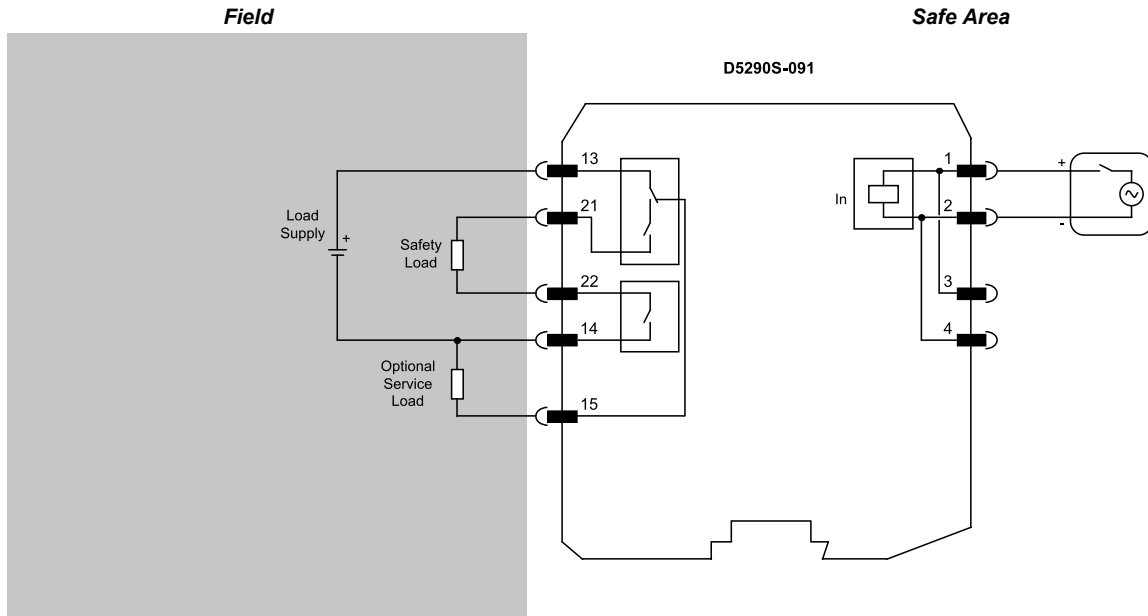 Field
Safe Area
D5290S-091
13
1
+
In
21
2
-
Load
Supply
+
Safety
Load
22
3
14
4
Optional
Service
Load
15